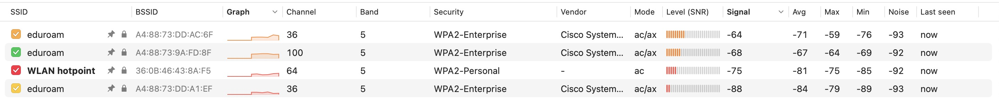 SSID BSSID Graph Channel Band Security Vendor Mode Level (SNR) Signal Avg Max Min Noise Last seen
eduroam A4:88:73:DD:AC:6F 36 5 WPA2-Enterprise Cisco System... ac/ax -64 -71 -59 -76 -93 now
eduroam A4:88:73:9A:FD:8F 100 5 WPA2-Enterprise Cisco System... ac/ax -68 -67 -64 -69 -92 now
WLAN hotpoint 36:0B:46:43:8A:F5 64 5 WPA2-Personal - ac -75 -81 -75 -85 -92 now
eduroam A4:88:73:DD:A1:EF 36 5 WPA2-Enterprise Cisco System... ac/ax -88 -84 -79 -89 -93 now